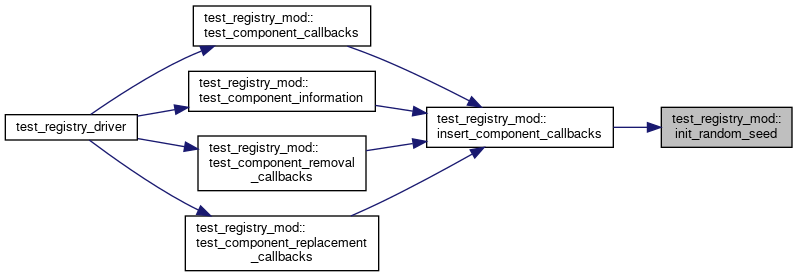 test_registry_mod::
test_component_callbacks
test_registry_mod::
test_component_information
test_registry_driver
test_registry_mod::
insert_component_callbacks
test_registry_mod::
init_random_seed
test_registry_mod::
test_component_removal
_callbacks
test_registry_mod::
test_component_replacement
_callbacks